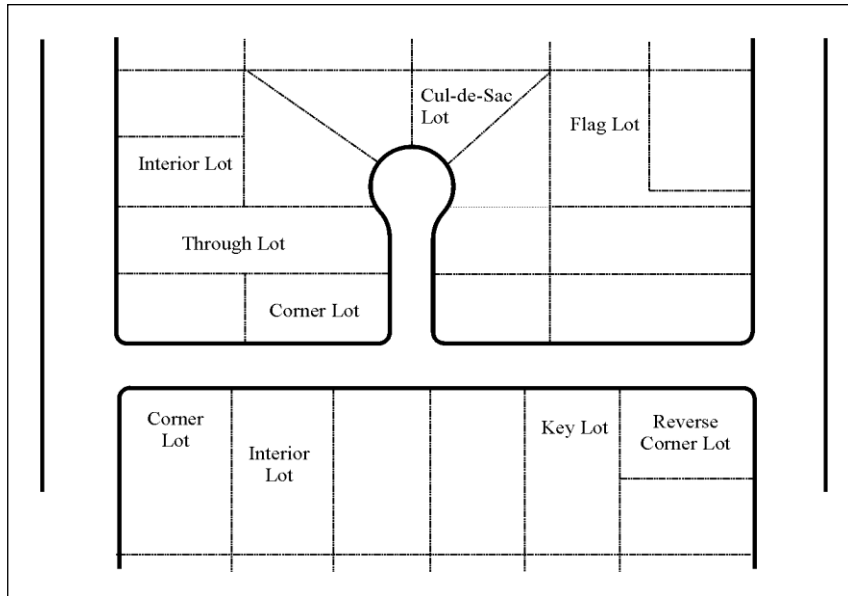 Cul-de-Sac
Lot
Flag Lot
Interior Lot
Through Lot
Corner Lot
Corner
Lot
Interior
Lot
Key Lot
Reverse
Corner Lot